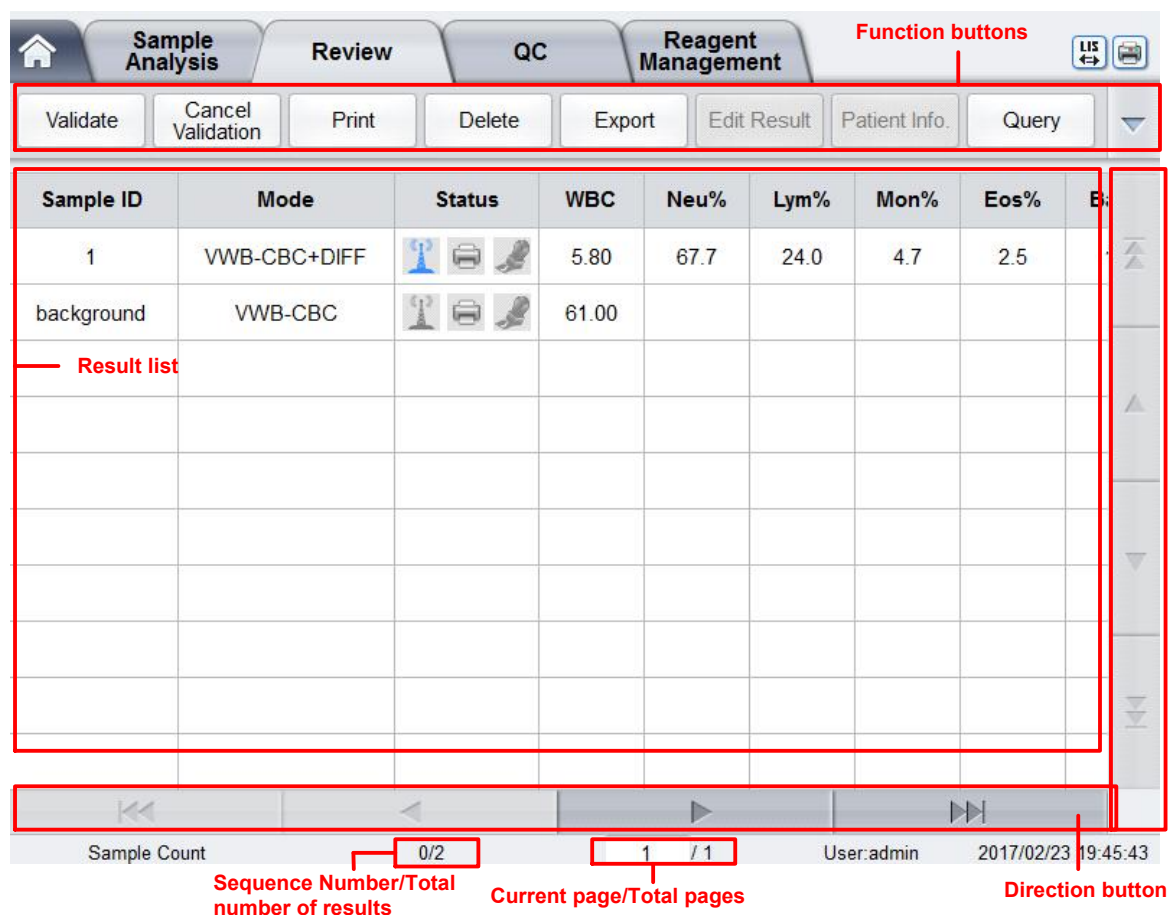 Sample Analysis
Review
QC
Reagent Management
Function buttons
LIS
Validate
Cancel Validation
Print
Delete
Export
Edit Result
Patient Info.
Query
Sample ID Mode Status WBC Neu% Lym% Mon% Eos%
1 VWB-CBC+DIFF 5.80 67.7 24.0 4.7 2.5
background VWB-CBC 61.00
Result list
Sample Count 0/2 1 / 1 User:admin 2017/02/23 19:45:43
Sequence Number/Total
number of results
Current page/Total pages
Direction button